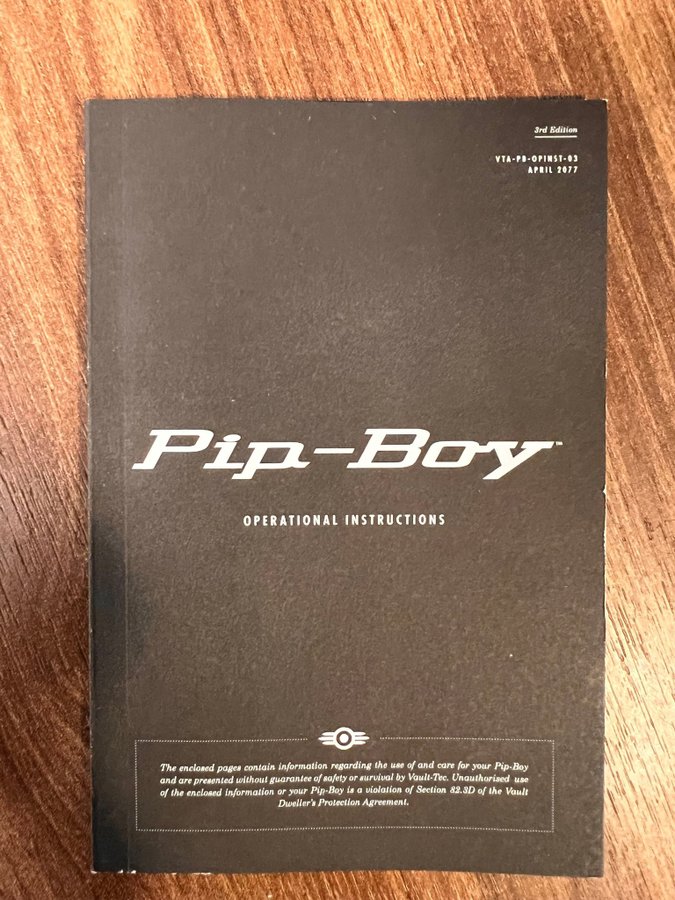 3rd Edition
VTA-PB-OPINST-03
APRIL 2077
Pip-Boy™
OPERATIONAL INSTRUCTIONS
The enclosed pages contain information regarding the use of and care for your Pip-Boy
and are presented without guarantee of safety or survival by Vault-Tec. Unauthorised use
of the enclosed information or your Pip-Boy is a violation of Section 82.3D of the Vault
Dweller's Protection Agreement.